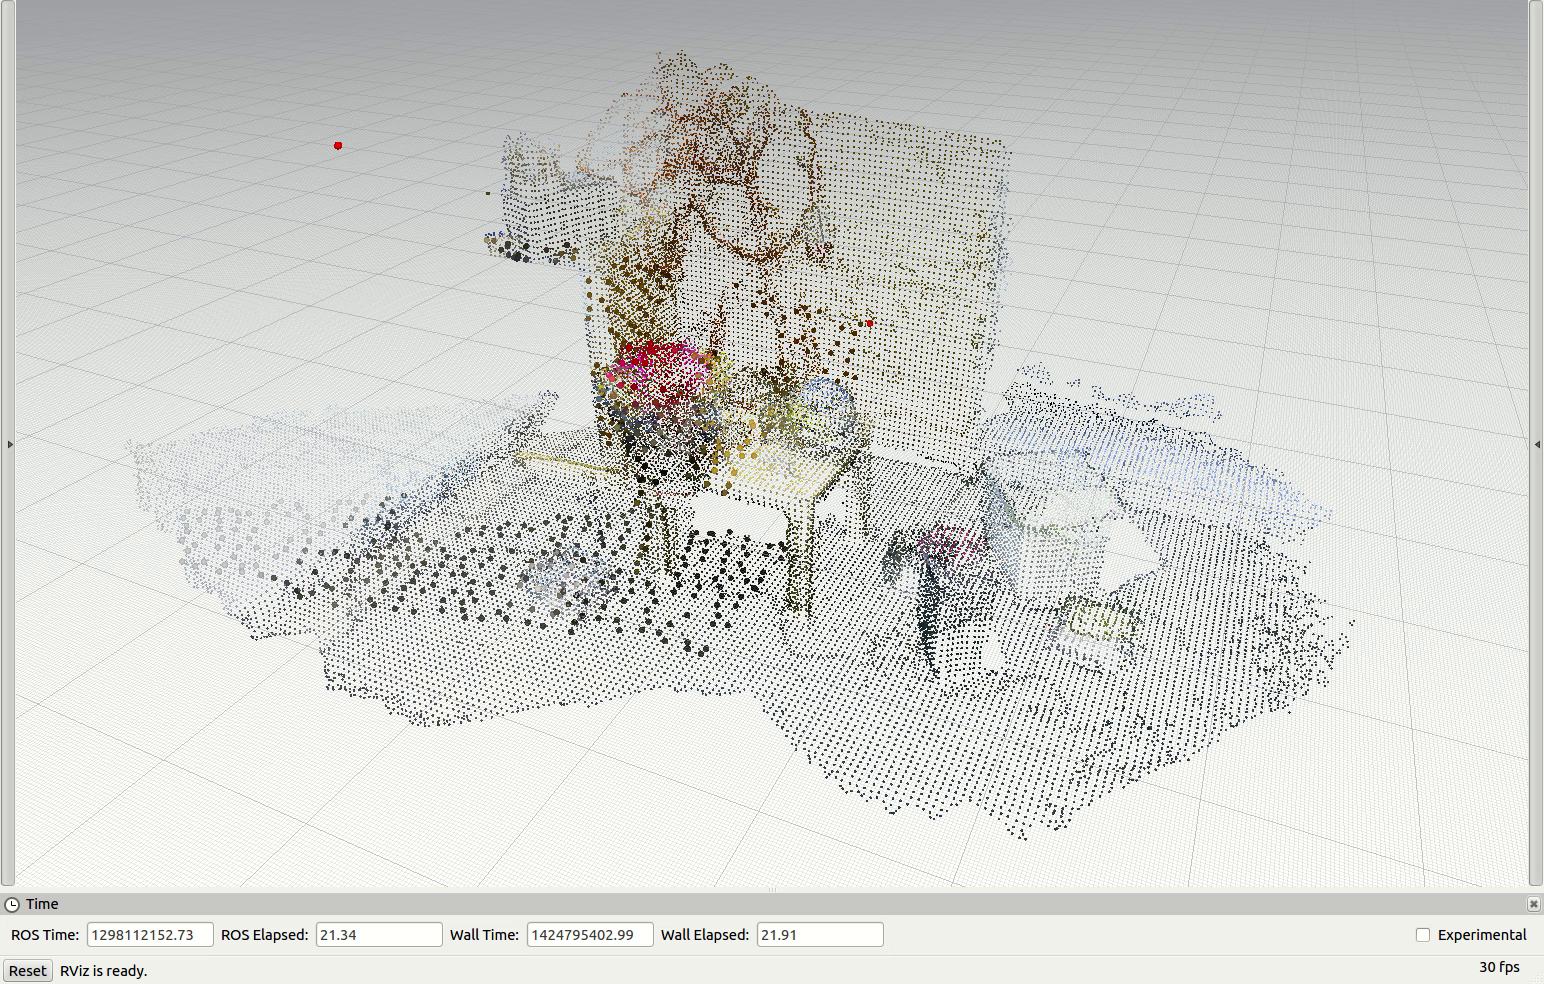 Time
ROS Time: 1298112152.73 ROS Elapsed: 21.34 Wall Time: 1424795402.99 Wall Elapsed: 21.91 Experimental
Reset RViz is ready. 30 fps